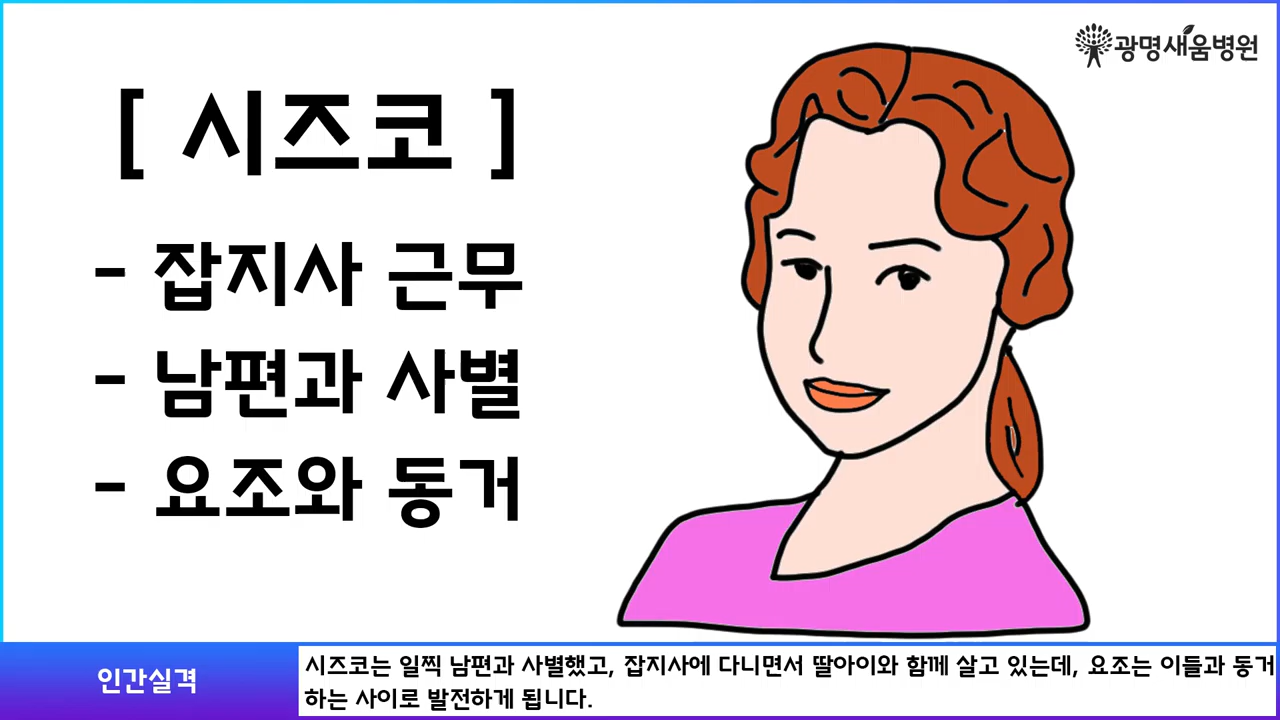 광명새움병원
[ 시즈코 ]
- 잡지사 근무
- 남편과 사별
- 요조와 동거
인간실격
시즈코는 일찍 남편과 사별했고, 잡지사에 다니면서 딸아이와 함께 살고 있는데, 요조는 이들과 동거
하는 사이로 발전하게 됩니다.